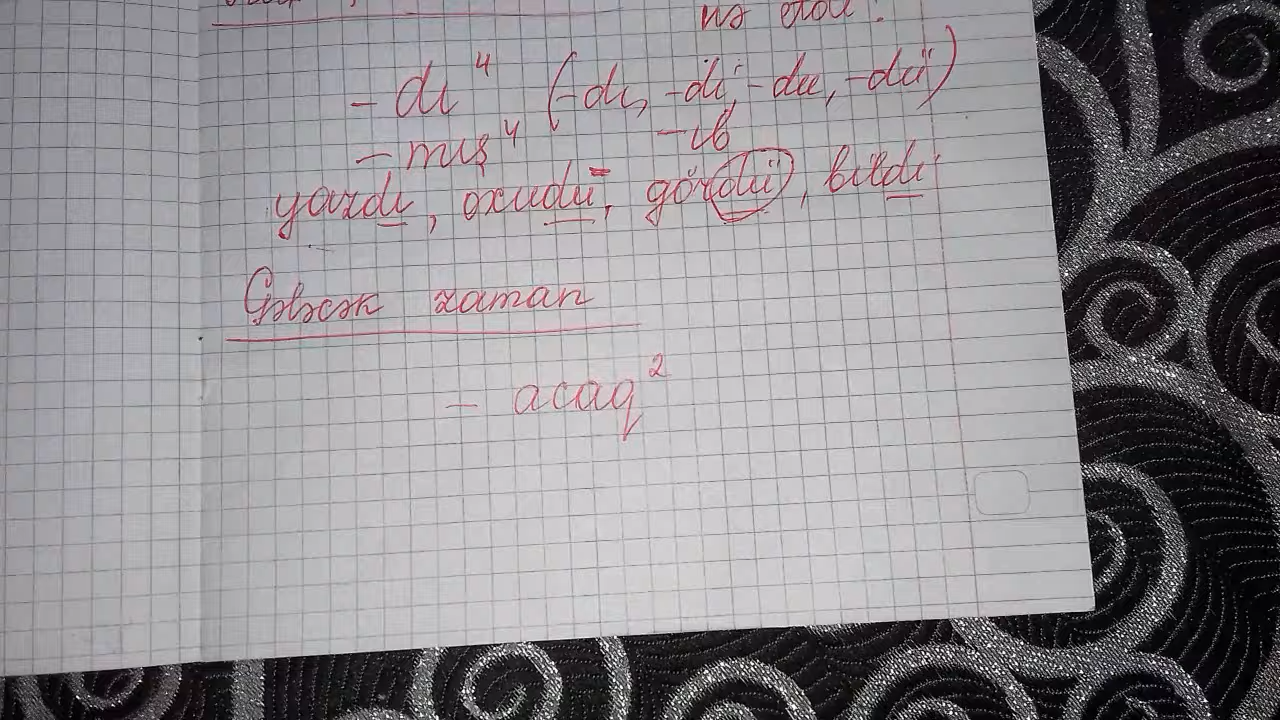 nə etdi?
-dı⁴ (-dı, -di, -du, -dü)
-mış⁴ -ıb
yazdı, oxudu, gördü, bildi
Gələcək zaman
- acaq²